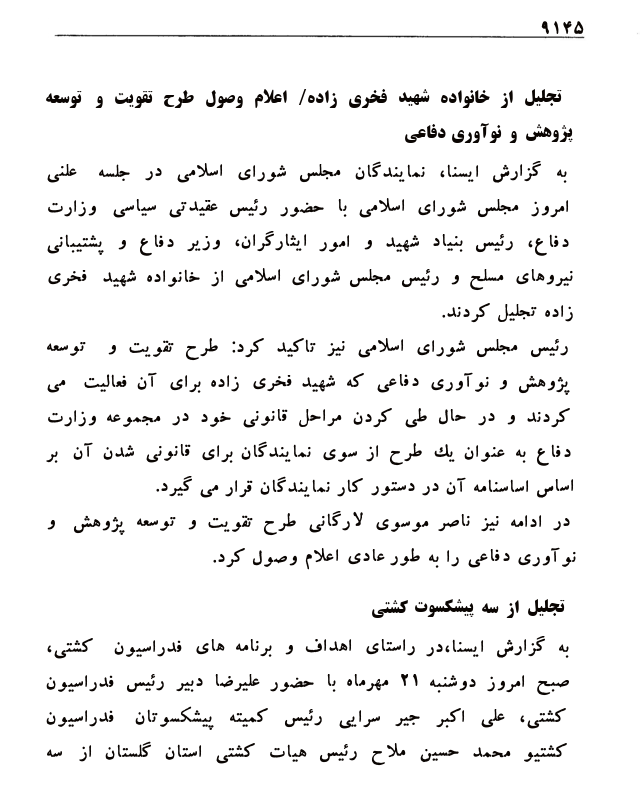 ۹۱۴۵
تجلیل از خانواده شهید فخری زاده/ اعلام وصول طرح تقویت و توسعه
پژوهش و نوآوری دفاعی
به گزارش ایسنا، نمایندگان مجلس شورای اسلامی در جلسه علنی
امروز مجلس شورای اسلامی با حضور رئیس عقیدتی سیاسی وزارت
دفاع، رئیس بنیاد شهید و امور ایثارگران، وزیر دفاع و پشتیبانی
نیروهای مسلح و رئیس مجلس شورای اسلامی از خانواده شهید فخری
زاده تجلیل کردند.
رئیس مجلس شورای اسلامی نیز تاکید کرد: طرح تقویت و توسعه
پژوهش و نوآوری دفاعی که شهید فخری زاده برای آن فعالیت می
کردند و در حال طی کردن مراحل قانونی خود در مجموعه وزارت
دفاع به عنوان یك طرح از سوی نمایندگان برای قانونی شدن آن بر
اساس اساسنامه آن در دستور کار نمایندگان قرار می گیرد.
در ادامه نیز ناصر موسوی لارگانی طرح تقویت و توسعه پژوهش و
نوآوری دفاعی را به طور عادی اعلام وصول کرد.
تجلیل از سه پیشکسوت کشتی
به گزارش ایسنا،در راستای اهداف و برنامه های فدراسیون کشتی،
صبح امروز دوشنبه ۲۱ مهرماه با حضور علیرضا دبیر رئیس فدراسیون
کشتی، علی اکبر جیر سرایی رئیس کمیته پیشکسوتان فدراسیون
کشتیو محمد حسین ملاح رئیس هیات کشتی استان گلستان از سه